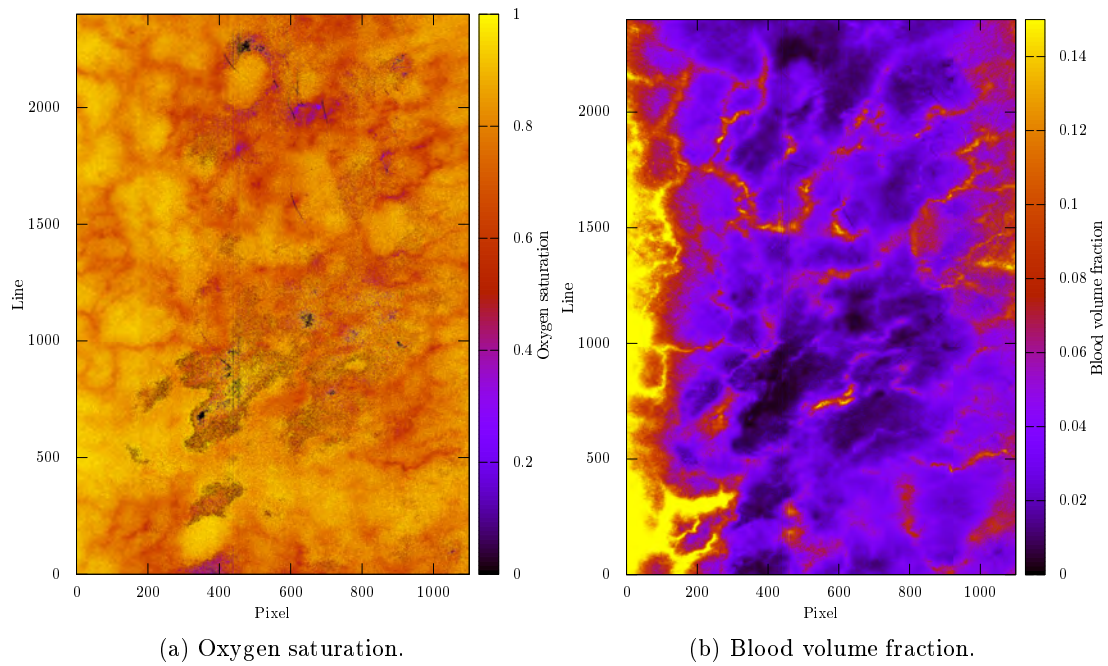 1
0.8
0.6
0.4
0.2
0
Oxygen saturation
2000
1500
1000
500
0
Line
0 200 400 600 800 1000
Pixel
(a) Oxygen saturation.
0.14
0.12
0.1
0.08
0.06
0.04
0.02
0
Blood volume fraction
2000
1500
1000
500
0
Line
0 200 400 600 800 1000
Pixel
(b) Blood volume fraction.